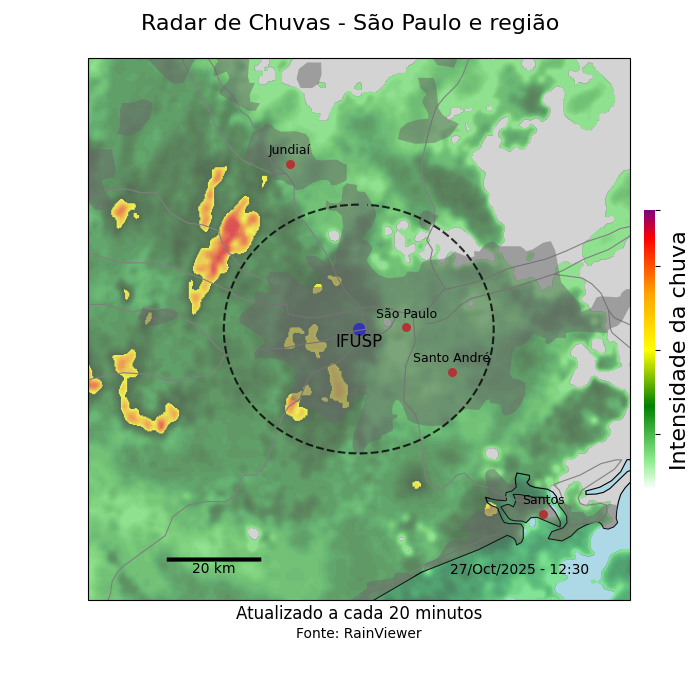 Radar de Chuvas - São Paulo e região
Jundiaí
São Paulo
IFUSP
Santo André
Santos
20 km
27/Oct/2025 - 12:30
Intensidade da chuva
Atualizado a cada 20 minutos
Fonte: RainViewer